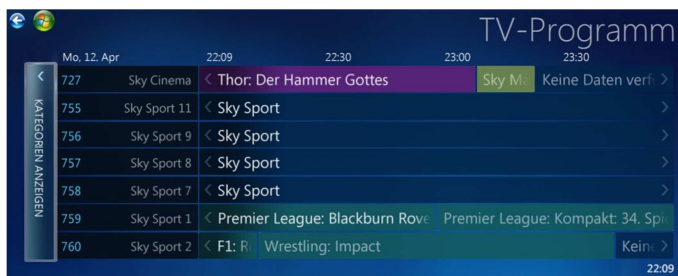 TV-Programm
Mo, 12. Apr 22:09 22:30 23:00 23:30
KATEGORIEN ANZEIGEN
727 Sky Cinema Thor: Der Hammer Gottes Sky Keine Daten
755 Sky Sport 11 Sky Sport
756 Sky Sport 9 Sky Sport
757 Sky Sport 8 Sky Sport
758 Sky Sport 7 Sky Sport
759 Sky Sport 1 Premier League: Blackburn Rove Premier League: Kompakt: 34.
760 Sky Sport 2 F1: Wrestling: Impact Keine
22:09